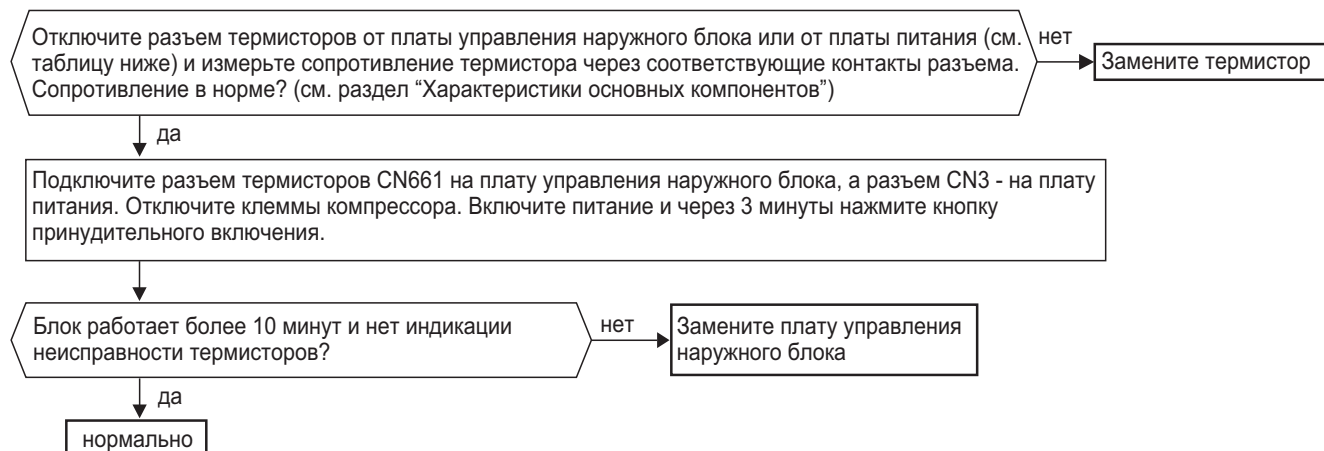 Отключите разъем термисторов от платы управления наружного блока или от платы питания (см.
таблицу ниже) и измерьте сопротивление термистора через соответствующие контакты разъема.
Сопротивление в норме? (см. раздел “Характеристики основных компонентов”)
нет
Замените термистор
да
Подключите разъем термисторов CN661 на плату управления наружного блока, а разъем CN3 - на плату
питания. Отключите клеммы компрессора. Включите питание и через 3 минуты нажмите кнопку
принудительного включения.
Блок работает более 10 минут и нет индикации
неисправности термисторов?
нет
Замените плату управления
наружного блока
да
нормально